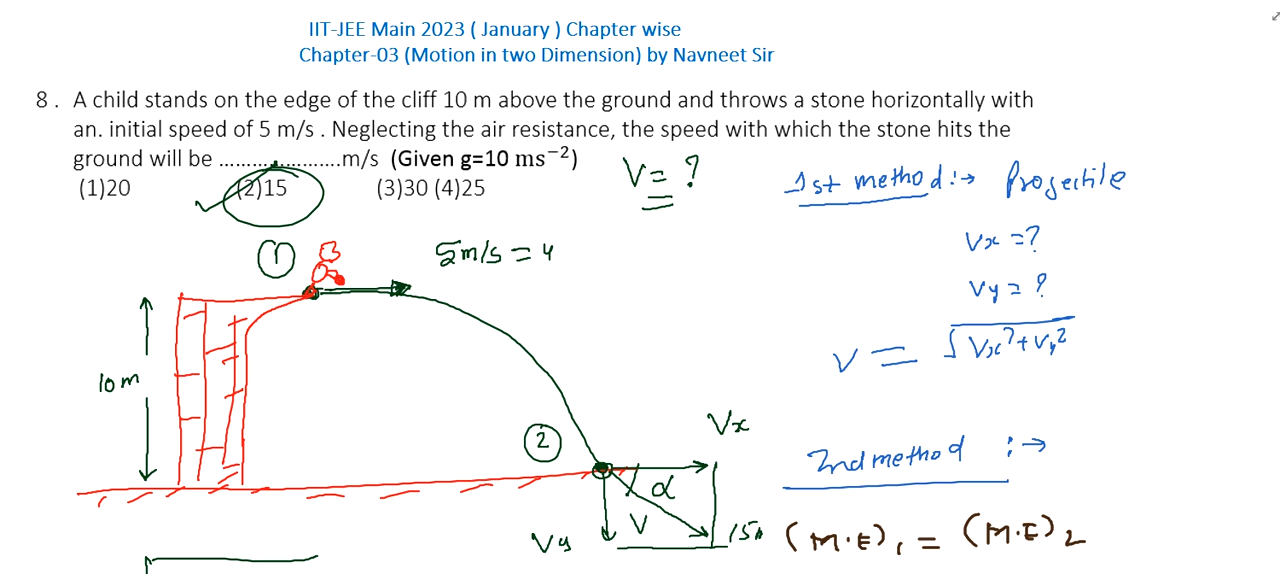 IIT-JEE Main 2023 ( January ) Chapter wise
Chapter-03 (Motion in two Dimension) by Navneet Sir
8 . A child stands on the edge of the cliff 10 m above the ground and throws a stone horizontally with
an. initial speed of 5 m/s . Neglecting the air resistance, the speed with which the stone hits the
ground will be .....................m/s (Given g=10 ms⁻²)
(1)20 (2)15 (3)30 (4)25
V = ?
1st method :→ Projectile
Vx = ?
Vy = ?
V = √Vx²+Vy²
1
5m/s = u
10 m
2
Vx
α
V
Vy
2nd method :→
(M.E)₁ = (M.E)₂